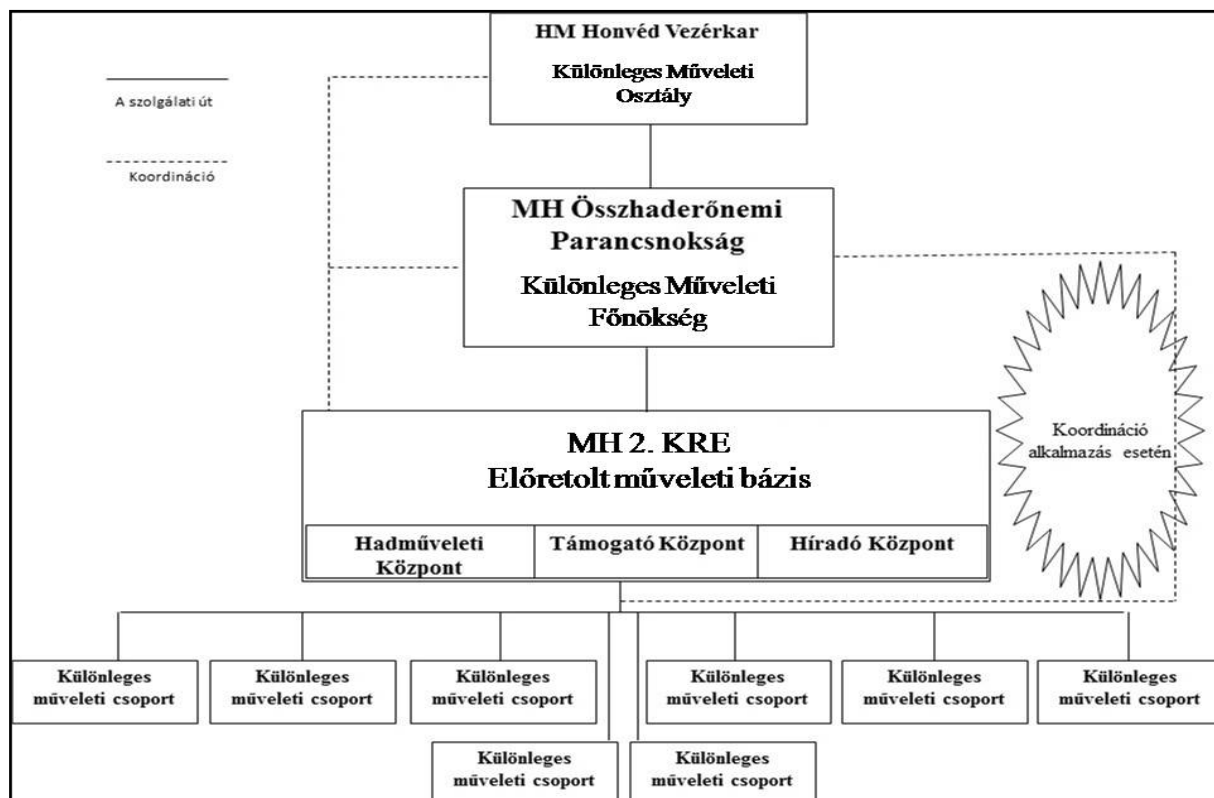 HM Honvéd Vezérkar
Különleges Műveleti
Osztály
A szolgálati út
Koordináció
MH Összhaderőnemi
Parancsnokság
Különleges Műveleti
Főnökség
Koordináció
alkalmazás esetén
MH 2. KRE
Előretolt műveleti bázis
Hadműveleti
Központ
Támogató Központ
Híradó Központ
Különleges
műveleti csoport
Különleges
műveleti csoport
Különleges
műveleti csoport
Különleges
műveleti csoport
Különleges
műveleti csoport
Különleges
műveleti csoport
Különleges
műveleti csoport
Különleges
műveleti csoport